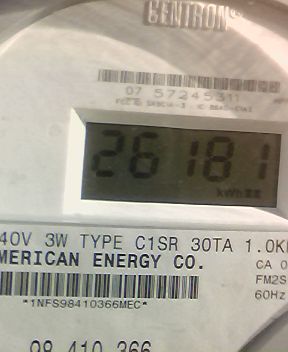 CENTRON
07 57245311
26181
kWh
40V 3W TYPE C1SR 30TA 1.0K
MERICAN ENERGY CO.
CA 0
FM2S
60Hz
*1NFS98410366MEC*
98 410 366